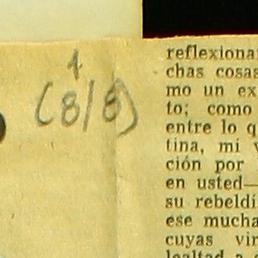 (8/8)
reflexiona
chas cosas
mo un ex
to; como
entre lo q
tina, mi v
ción por
en usted—
su rebeldí
ese mucha
cuyas vir
lealtad a